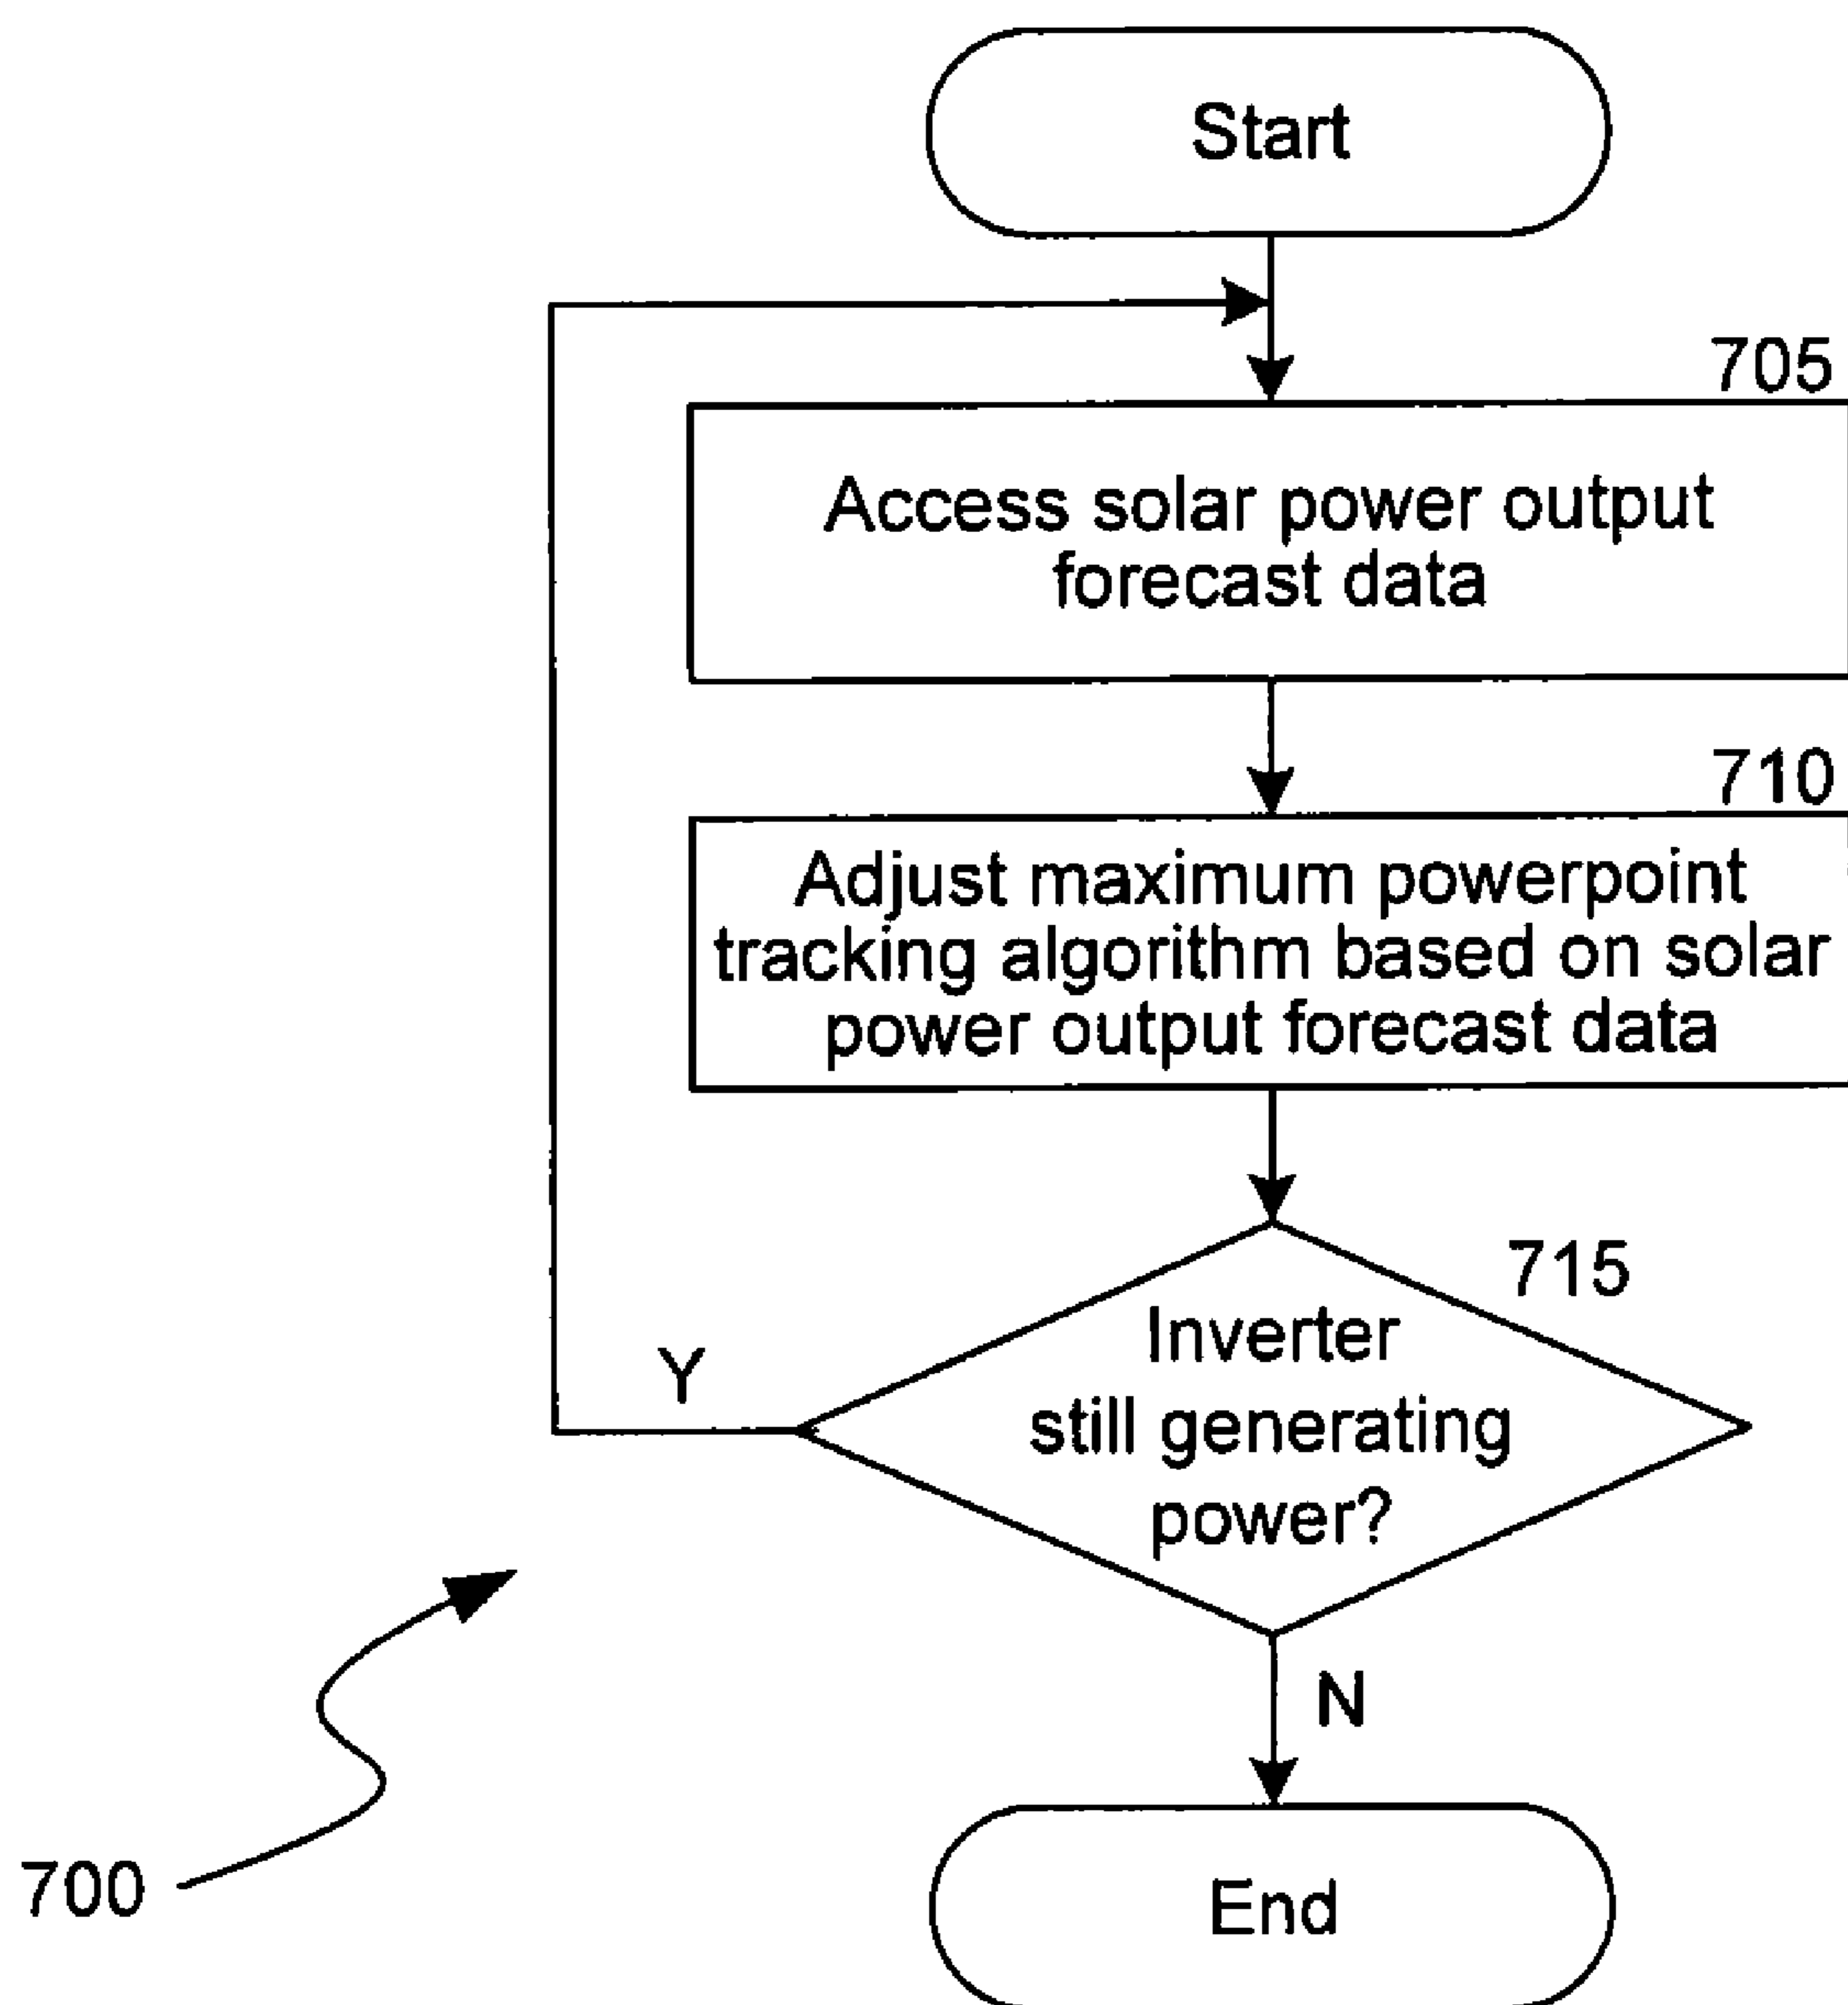 Start
705
Access solar power output
forecast data
710
Adjust maximum powerpoint
tracking algorithm based on solar
power output forecast data
715
Inverter
still generating
power?
Y
N
700
End